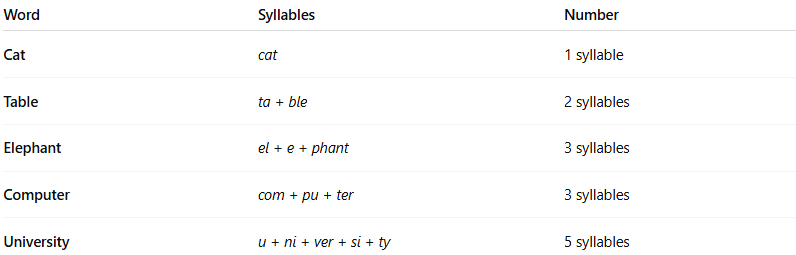 Word Syllables Number
Cat cat 1 syllable
Table ta + ble 2 syllables
Elephant el + e + phant 3 syllables
Computer com + pu + ter 3 syllables
University u + ni + ver + si + ty 5 syllables